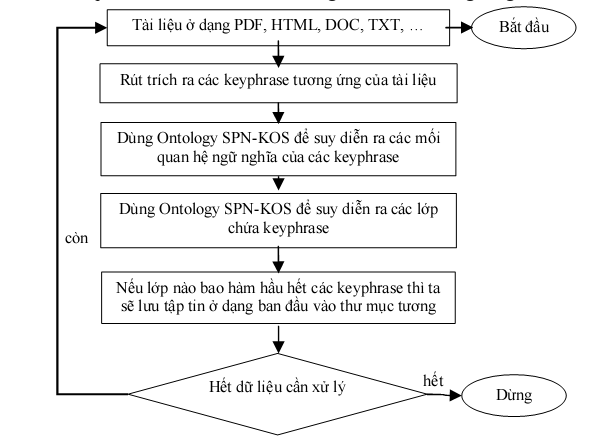 Tài liệu ở dạng PDF, HTML, DOC, TXT, …
Bắt đầu
Rút trích ra các keyphrase tương ứng của tài liệu
Dùng Ontology SPN-KOS để suy diễn ra các mối
quan hệ ngữ nghĩa của các keyphrase
Dùng Ontology SPN-KOS để suy diễn ra các lớp
chứa keyphrase
còn
Nếu lớp nào bao hàm hầu hết các keyphrase thì ta
sẽ lưu tập tin ở dạng ban đầu vào thư mục tương
Hết dữ liệu cần xử lý
hết
Dừng